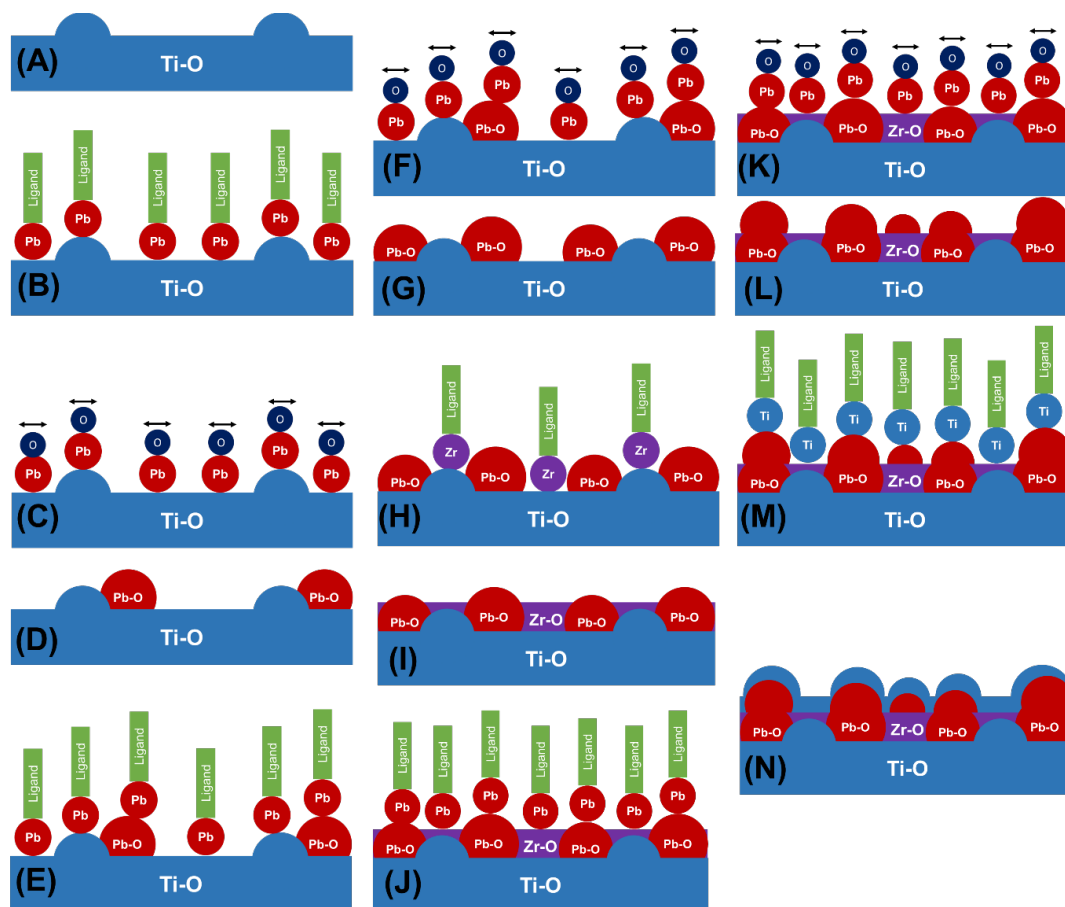 (A) Ti-O
Ligand Ligand Ligand Ligand Ligand Ligand
Pb Pb Pb Pb Pb Pb
(B) Ti-O
O O O O O O
Pb Pb Pb Pb Pb Pb
(C) Ti-O
Pb-O Pb-O
(D) Ti-O
Ligand Ligand Ligand Ligand Ligand Ligand
Pb Pb Pb Pb Pb Pb
Pb-O Pb-O
(E) Ti-O
O O O O O O
Pb Pb Pb Pb Pb Pb
Pb-O Pb-O
(F) Ti-O
Pb-O Pb-O Pb-O Pb-O
(G) Ti-O
Ligand Ligand Ligand
Zr Zr Zr
Pb-O Pb-O Pb-O Pb-O
(H) Ti-O
Pb-O Pb-O Zr-O Pb-O Pb-O
(I) Ti-O
Ligand Ligand Ligand Ligand Ligand Ligand Ligand
Pb Pb Pb Pb Pb Pb Pb
Pb-O Pb-O Zr-O Pb-O Pb-O
(J) Ti-O
O O O O O O O
Pb Pb Pb Pb Pb Pb Pb
Pb-O Pb-O Zr-O Pb-O Pb-O
(K) Ti-O
Pb-O Pb-O Zr-O Pb-O Pb-O
(L) Ti-O
Ligand Ligand Ligand Ligand Ligand Ligand Ligand
Ti Ti Ti Ti Ti Ti Ti
Pb-O Pb-O Zr-O Pb-O Pb-O
(M) Ti-O
Pb-O Pb-O Zr-O Pb-O Pb-O
(N) Ti-O